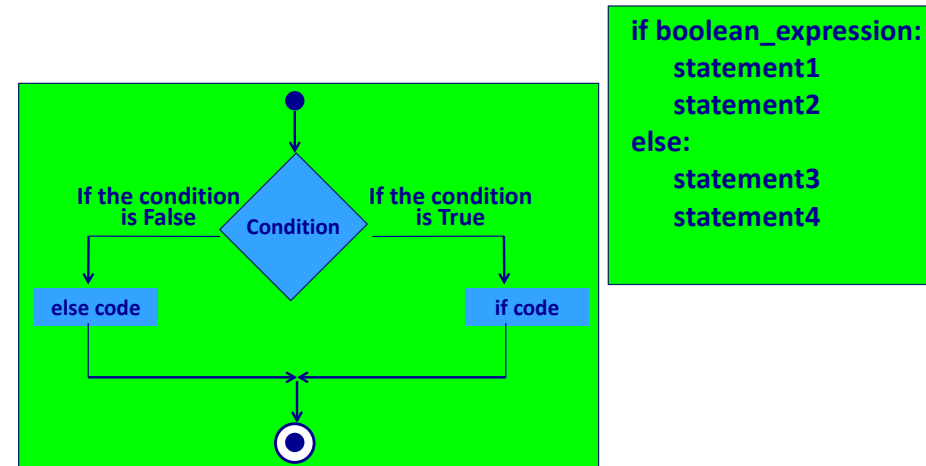 If the condition
is False
Condition
If the condition
is True
else code
if code
if boolean_expression:
statement1
statement2
else:
statement3
statement4